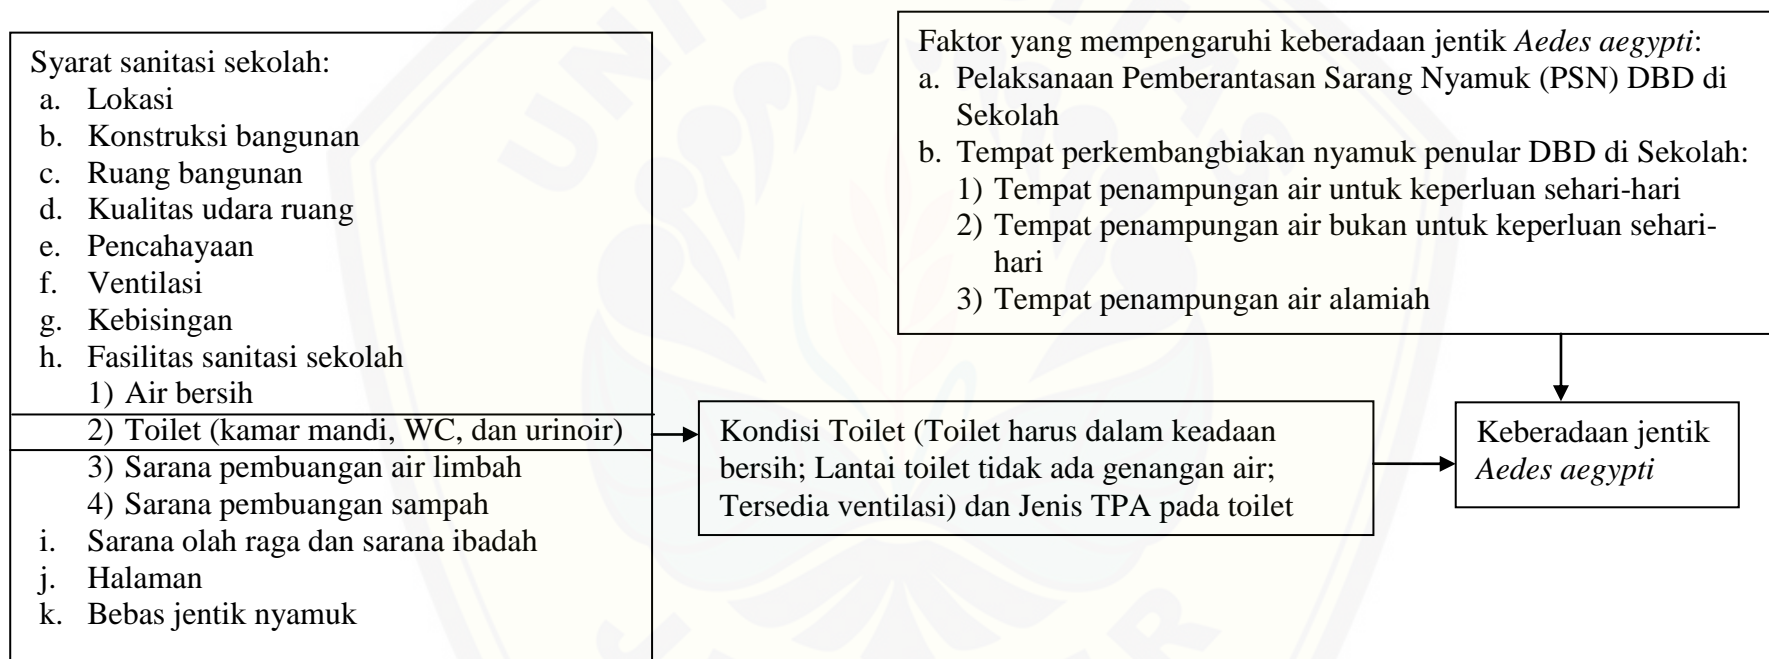 Syarat sanitasi sekolah:
a. Lokasi
b. Konstruksi bangunan
c. Ruang bangunan
d. Kualitas udara ruang
e. Pencahayaan
f. Ventilasi
g. Kebisingan
h. Fasilitas sanitasi sekolah
1) Air bersih
2) Toilet (kamar mandi, WC, dan urinoir)
3) Sarana pembuangan air limbah
4) Sarana pembuangan sampah
i. Sarana olah raga dan sarana ibadah
j. Halaman
k. Bebas jentik nyamuk
Faktor yang mempengaruhi keberadaan jentik Aedes aegypti:
a. Pelaksanaan Pemberantasan Sarang Nyamuk (PSN) DBD di
Sekolah
b. Tempat perkembangbiakan nyamuk penular DBD di Sekolah:
1) Tempat penampungan air untuk keperluan sehari-hari
2) Tempat penampungan air bukan untuk keperluan sehari-
hari
3) Tempat penampungan air alamiah
Kondisi Toilet (Toilet harus dalam keadaan
bersih; Lantai toilet tidak ada genangan air;
Tersedia ventilasi) dan Jenis TPA pada toilet
Keberadaan jentik
Aedes aegypti